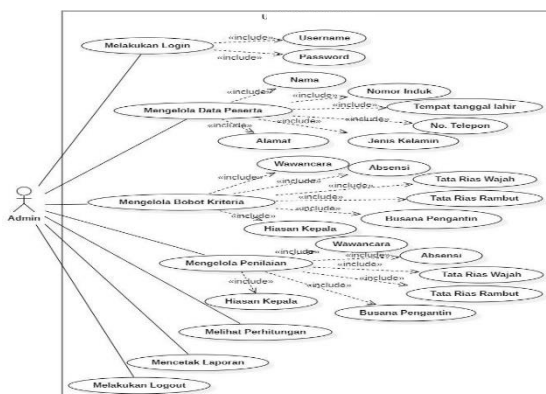 Melakukan Login
«include»
Username
«include»
Password
Nama
«include»
Mengelola Data Peserta
«include»
Nomor Induk
«include»
Tempat tanggal lahir
«include»
No. Telepon
«include»
Alamat
«include»
Jenis Kelamin
Wawancara
Absensi
«include»
«include»
«include»
Tata Rias Wajah
Mengelola Bobot Kriteria
«include»
Tata Rias Rambut
«include»
«include»
Busana Pengantin
Hiasan Kepala
Admin
Wawancara
Absensi
Mengelola Penilaian
«include»
Tata Rias Wajah
«include»
«include»
«include»
Tata Rias Rambut
Hiasan Kepala
«include»
Busana Pengantin
Melihat Perhitungan
Mencetak Laporan
Melakukan Logout